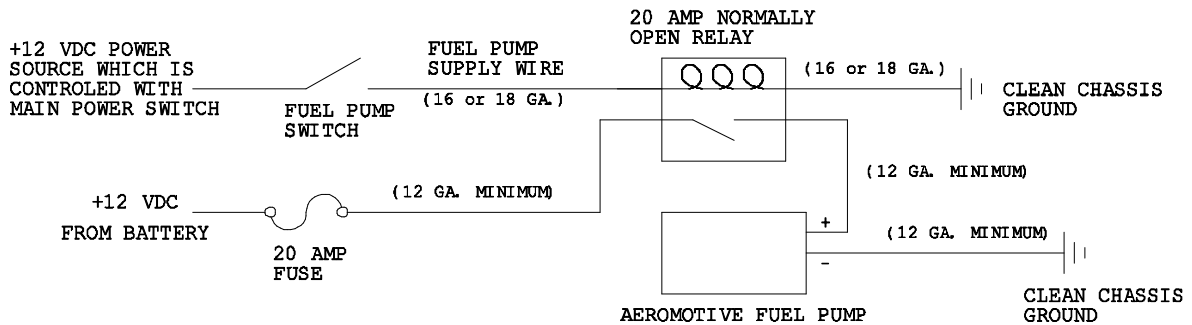 20 AMP NORMALLY
OPEN RELAY
+12 VDC POWER
SOURCE WHICH IS
CONTROLED WITH
MAIN POWER SWITCH
FUEL PUMP
SWITCH
FUEL PUMP
SUPPLY WIRE
(16 or 18 GA.)
(16 or 18 GA.)
CLEAN CHASSIS
GROUND
+12 VDC
FROM BATTERY
20 AMP
FUSE
(12 GA. MINIMUM)
(12 GA. MINIMUM)
+
-
(12 GA. MINIMUM)
CLEAN CHASSIS
GROUND
AEROMOTIVE FUEL PUMP